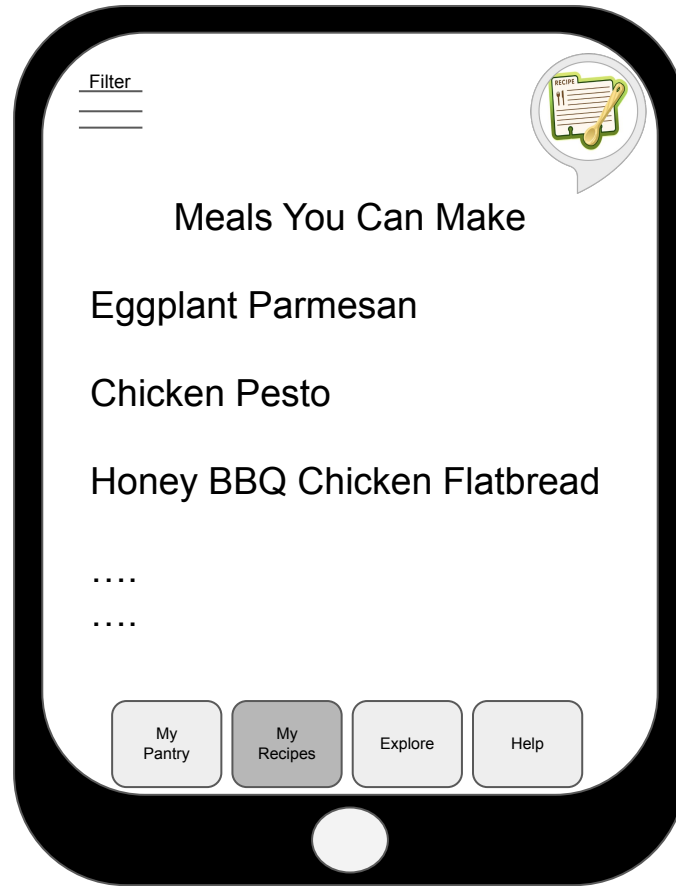 Filter
RECIPE
Meals You Can Make
Eggplant Parmesan
Chicken Pesto
Honey BBQ Chicken Flatbread
….
….
My
Pantry
My
Recipes
Explore
Help